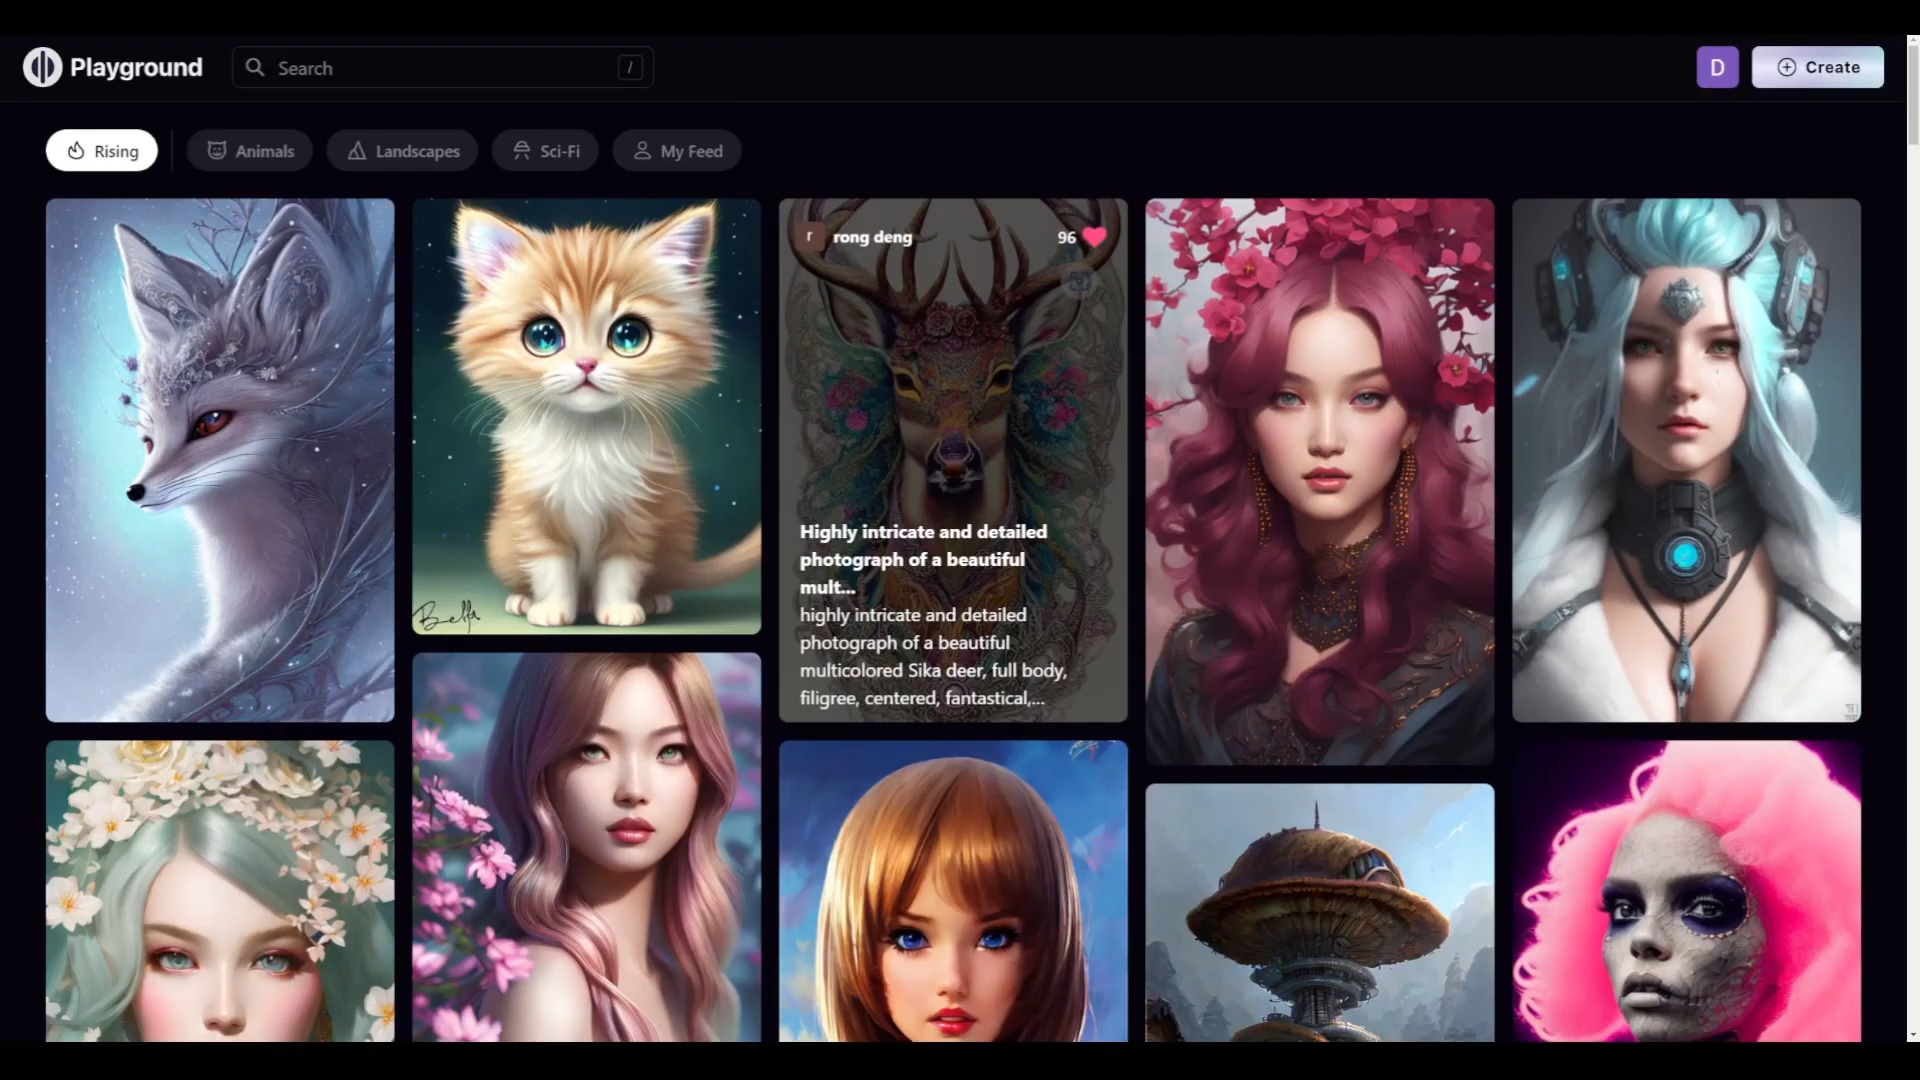 Playground
Search
/
D
Create
Rising
Animals
Landscapes
Sci-Fi
My Feed
r
rong deng
96
Highly intricate and detailed
photograph of a beautiful
mult...
highly intricate and detailed
photograph of a beautiful
multicolored Sika deer, full body,
filigree, centered, fantastical,...
Bella